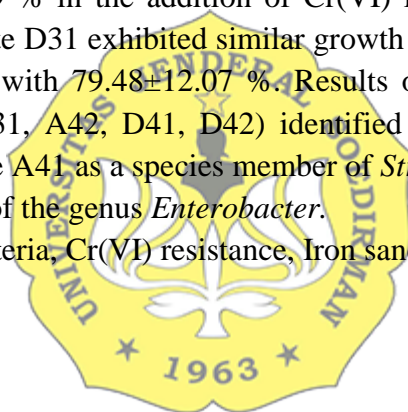 % in the addition of Cr(VI)
te D31 exhibited similar growth
with 79.48±12.07 %. Results
31, A42, D41, D42) identified
e A41 as a species member of
of the genus Enterobacter.
teria, Cr(VI) resistance, Iron san
UNIVERSITAS JENDERAL SOEDIRMAN
★ 1963 ★